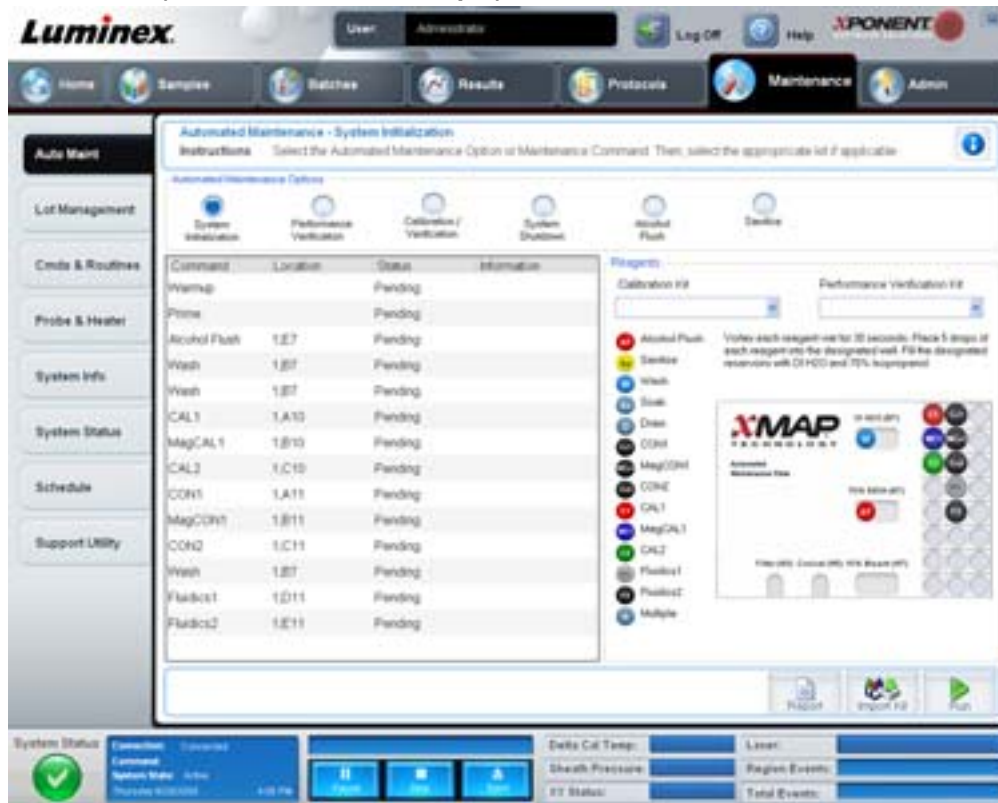 Luminex
User: Administrator
Log Off
Help
XPONENT
Home
Samples
Batches
Results
Protocols
Maintenance
Admin
Auto Maint
Lot Management
Cmds & Routines
Probe & Heater
System Info
System Status
Schedule
Support Utility
Automated Maintenance - System Initialization
Instructions Select the Automated Maintenance Option or Maintenance Command. Then, select the appropriate kit if applicable
Automated Maintenance Options
System Initialization
Performance Verification
Calibration / Verification
System Shutdown
Alcohol Flush
Sanitize
Command Location Status Information
Warmup Pending
Prime Pending
Alcohol Flush 1,E7 Pending
Wash 1,B7 Pending
Wash 1,B7 Pending
CAL1 1,A10 Pending
MagCAL1 1,B10 Pending
CAL2 1,C10 Pending
CON1 1,A11 Pending
MagCON1 1,B11 Pending
CON2 1,C11 Pending
Wash 1,B7 Pending
Fluidics1 1,D11 Pending
Fluidics2 1,E11 Pending
Reagents
Calibration Kit
Performance Verification Kit
Alcohol Flush
Sanitize
Wash
Soak
Drain
CON1
MagCON1
CON2
CAL1
MagCAL1
CAL2
Fluidics1
Fluidics2
Multiple
Vortex each reagent vial for 30 seconds. Place 5 drops of
each reagent into the designated well. Fill the designated
reservoirs with DI H2O and 70% Isopropanol.
XMAP
TECHNOLOGY
Automated
Maintenance Plate
Report
Import Kit
Run
System Status
Connection: Connected
Command:
System State: Active
Pause
Stop
Eject
Delta Cal Temp:
Sheath Pressure:
XY Status:
Laser:
Region Events:
Total Events: